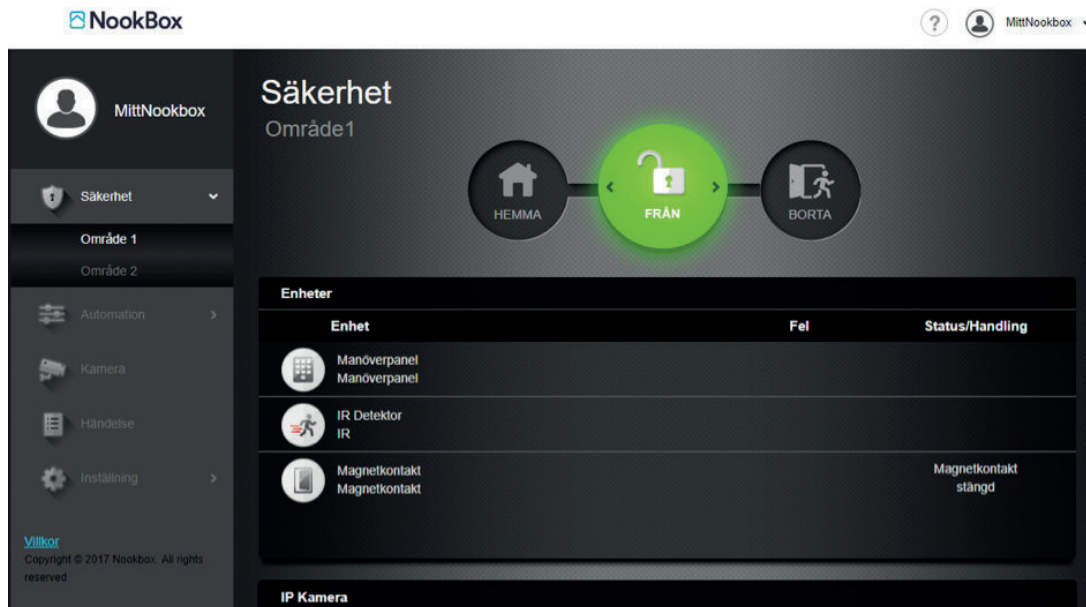 NookBox
?
MittNookbox
MittNookbox
Säkerhet
Område 1
Område 2
Automation
Kamera
Händelse
Inställning
Villkor
Copyright © 2017 Nookbox. All rights
reserved
Säkerhet
Område1
HEMMA
FRÅN
BORTA
Enheter
Enhet Fel Status/Handling
Manöverpanel
Manöverpanel
IR Detektor
IR
Magnetkontakt
Magnetkontakt
Magnetkontakt
stängd
IP Kamera